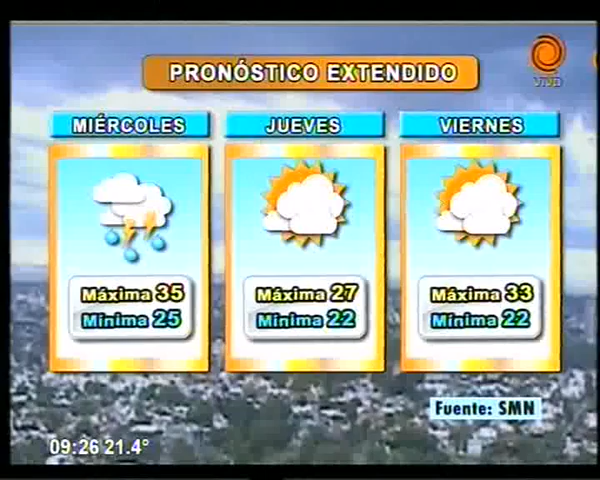 PRONÓSTICO EXTENDIDO
VIVO
MIÉRCOLES
JUEVES
VIERNES
Máxima 35
Mínima 25
Máxima 27
Mínima 22
Máxima 33
Mínima 22
Fuente: SMN
09:26 21.4°